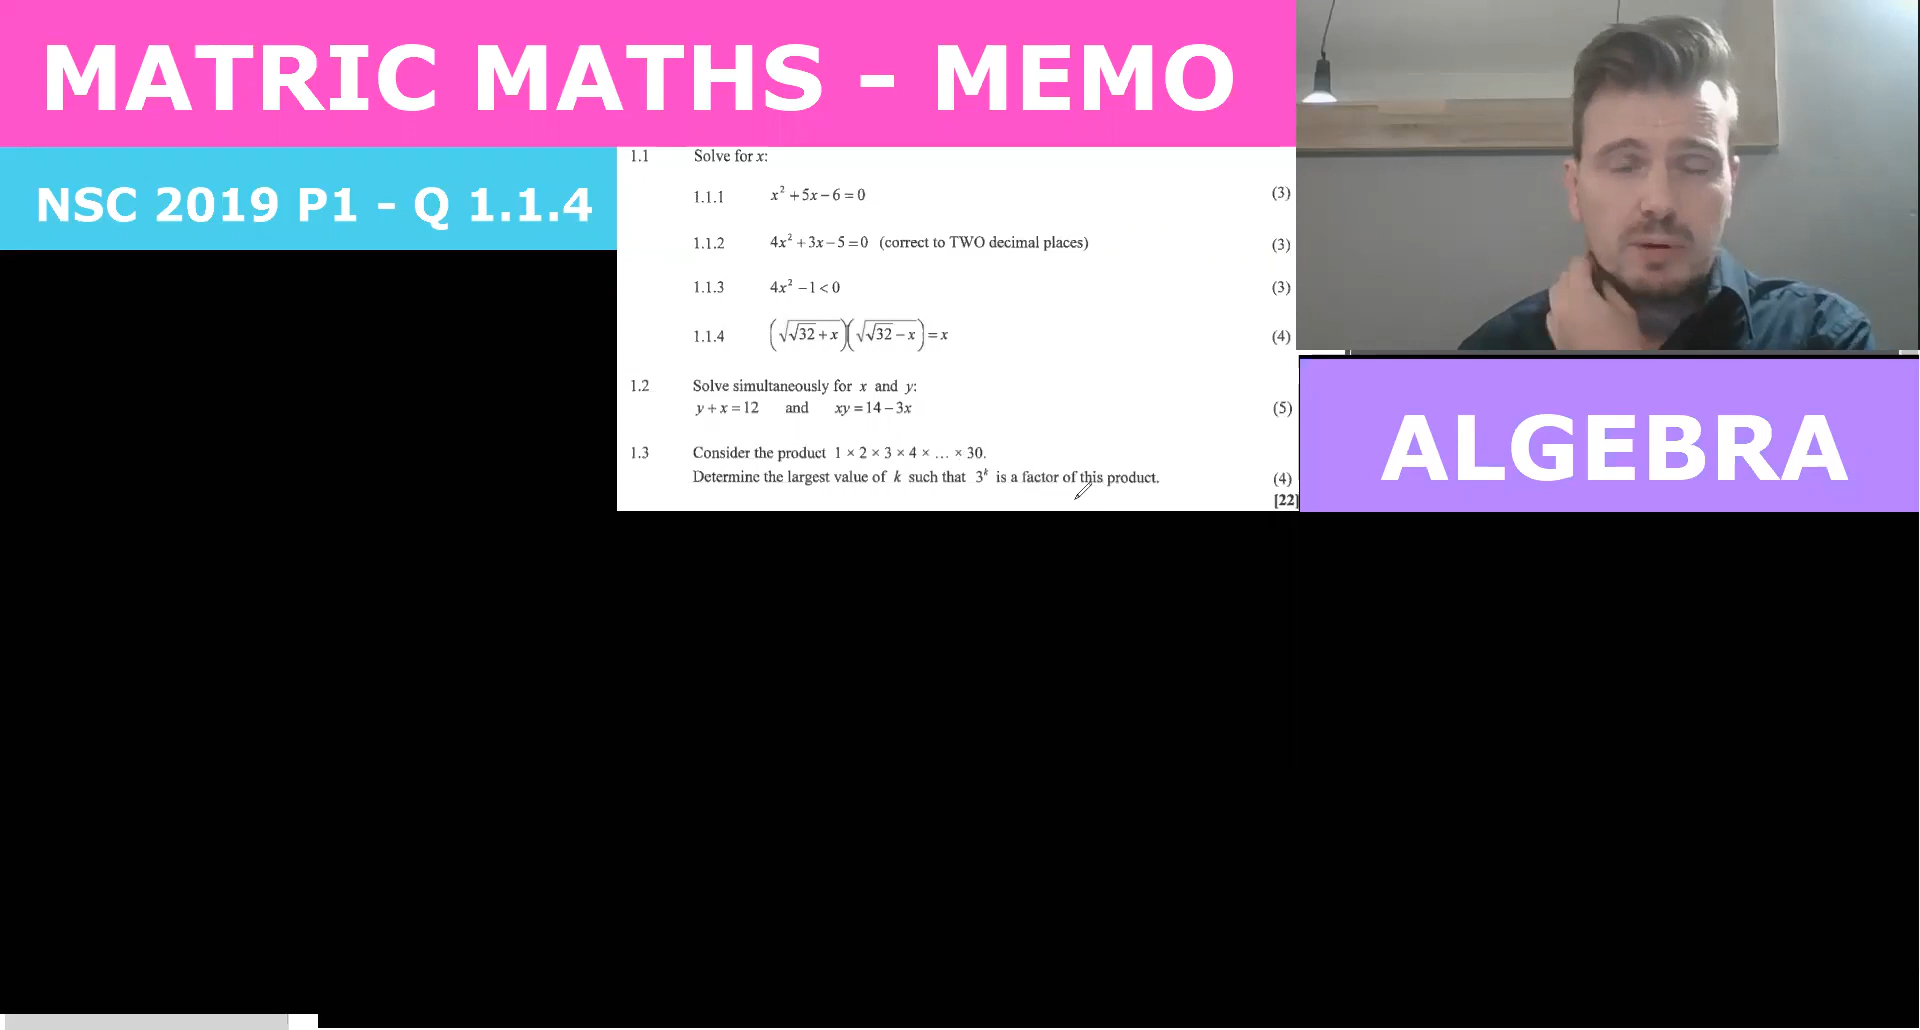 MATRIC MATHS - MEMO
NSC 2019 P1 - Q 1.1.4
1.1 Solve for x:
1.1.1 x² + 5x − 6 = 0 (3)
1.1.2 4x² + 3x − 5 = 0 (correct to TWO decimal places) (3)
1.1.3 4x² − 1 < 0 (3)
1.1.4 (√(√32 + x))(√(√32 − x)) = x (4)
1.2 Solve simultaneously for x and y:
y + x = 12 and xy = 14 − 3x (5)
1.3 Consider the product 1 × 2 × 3 × 4 × ... × 30.
Determine the largest value of k such that 3ᵏ is a factor of this product. (4)
[22]
ALGEBRA